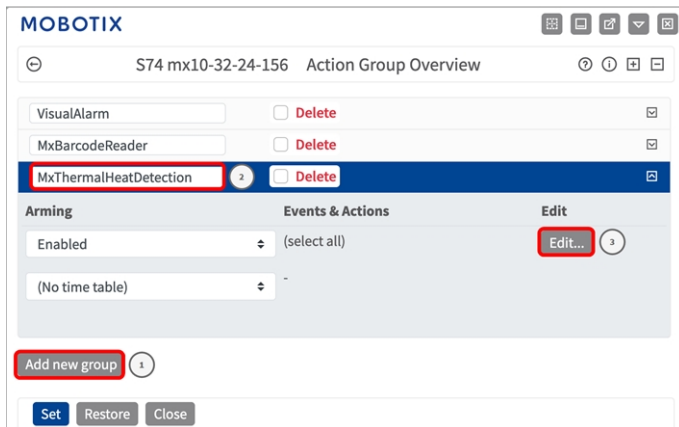 MOBOTIX
S74 mx10-32-24-156 Action Group Overview
VisualAlarm Delete
MxBarcodeReader Delete
MxThermalHeatDetection 2 Delete
Arming Events & Actions Edit
Enabled (select all) Edit... 3
(No time table) -
Add new group 1
Set Restore Close